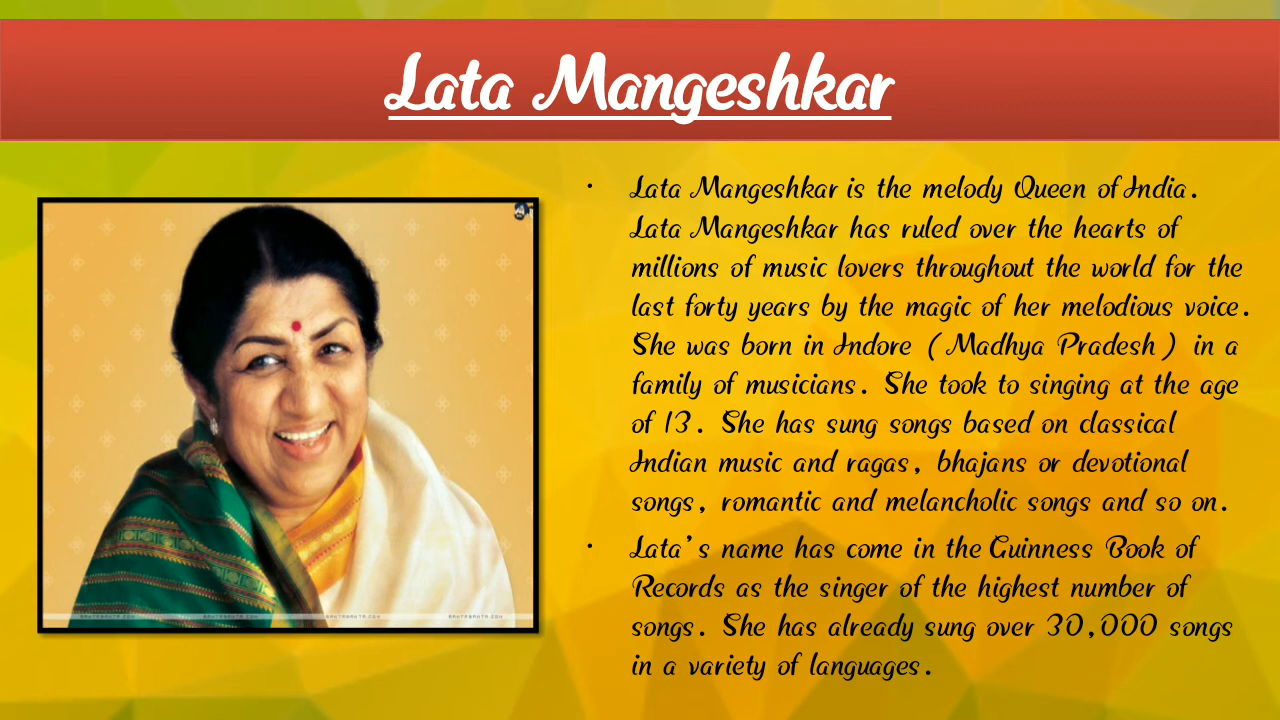 Lata Mangeshkar
• Lata Mangeshkar is the melody Queen of India.
Lata Mangeshkar has ruled over the hearts of
millions of music lovers throughout the world for the
last forty years by the magic of her melodious voice.
She was born in Indore ( Madhya Pradesh ) in a
family of musicians. She took to singing at the age
of 13. She has sung songs based on classical
Indian music and ragas, bhajans or devotional
songs, romantic and melancholic songs and so on.
• Lata's name has come in the Guinness Book of
Records as the singer of the highest number of
songs. She has already sung over 30,000 songs
in a variety of languages.